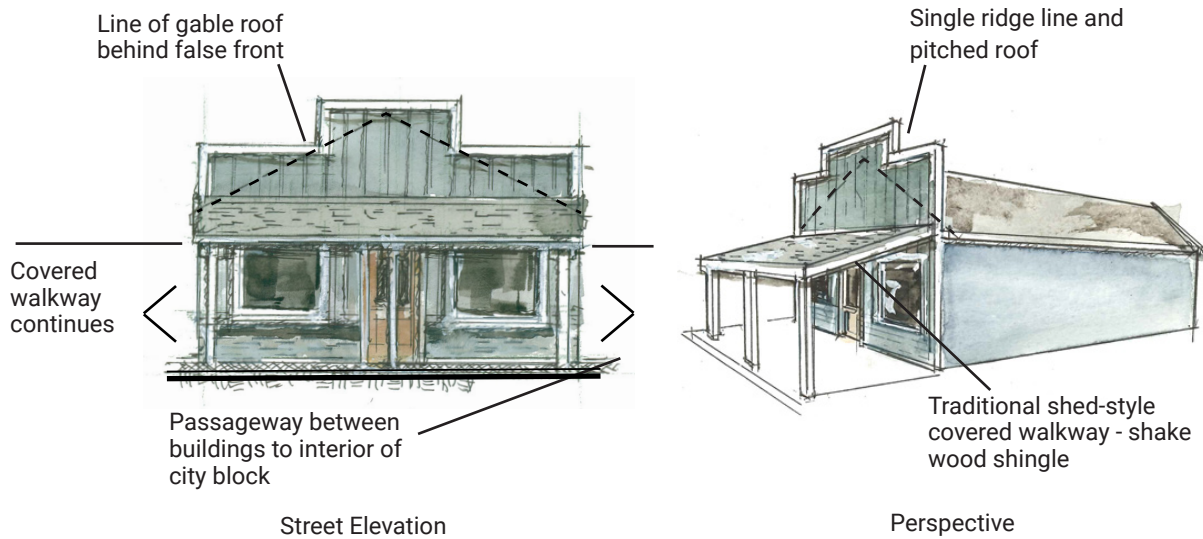 Line of gable roof
behind false front
Single ridge line and
pitched roof
Covered
walkway
continues
Passageway between
buildings to interior of
city block
Traditional shed-style
covered walkway - shake
wood shingle
Street Elevation
Perspective